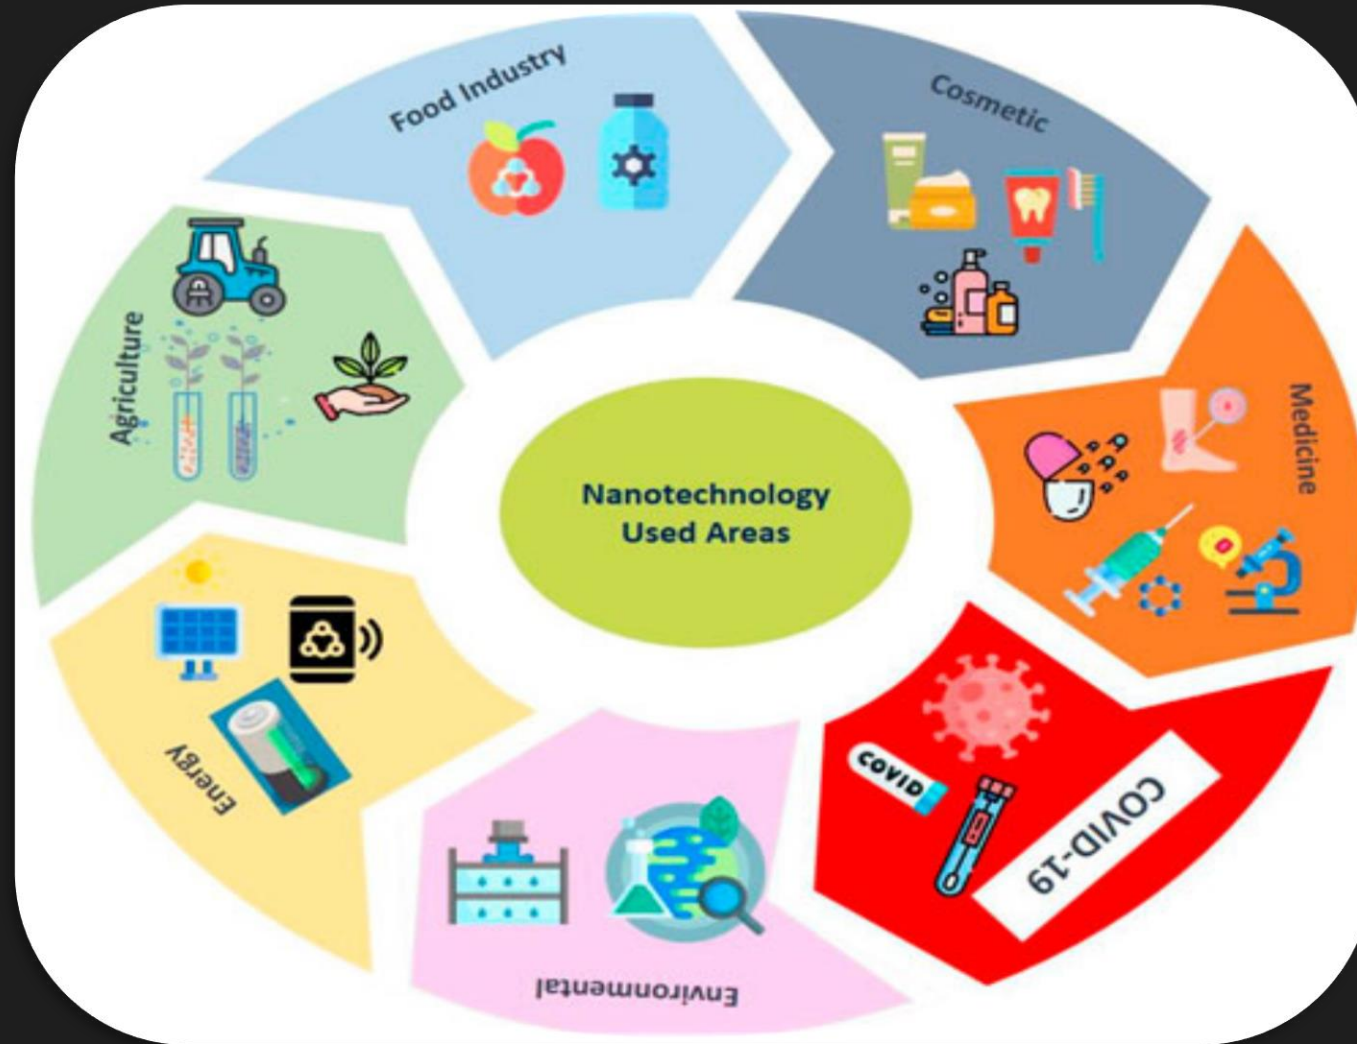 Nanotechnology
Used Areas
Food Industry
Cosmetic
Medicine
COVID-19
COVID
Environmental
Energy
Agriculture